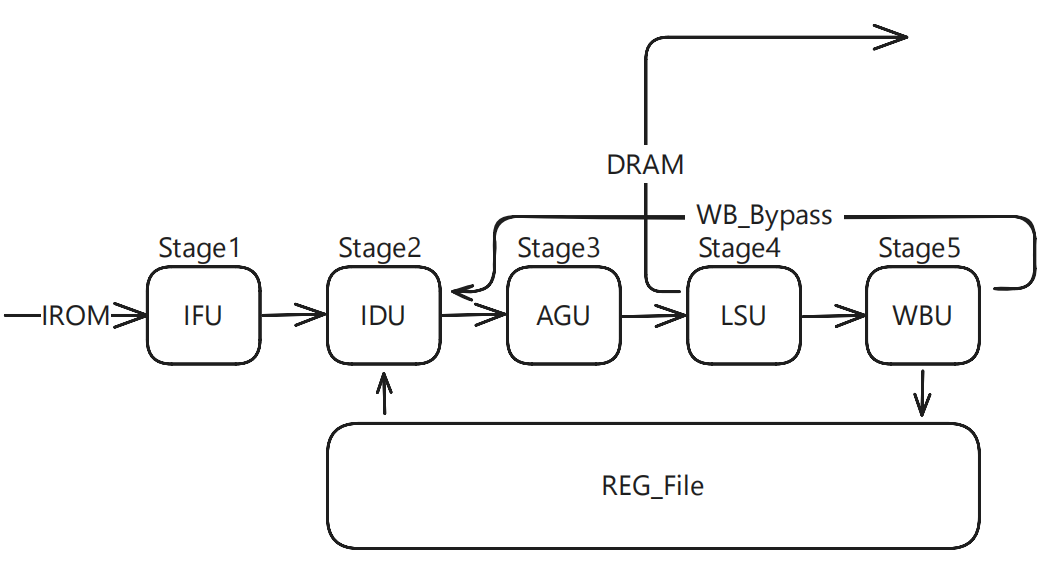 DRAM
WB_Bypass
Stage1
Stage2
Stage3
Stage4
Stage5
IROM
IFU
IDU
AGU
LSU
WBU
REG_File